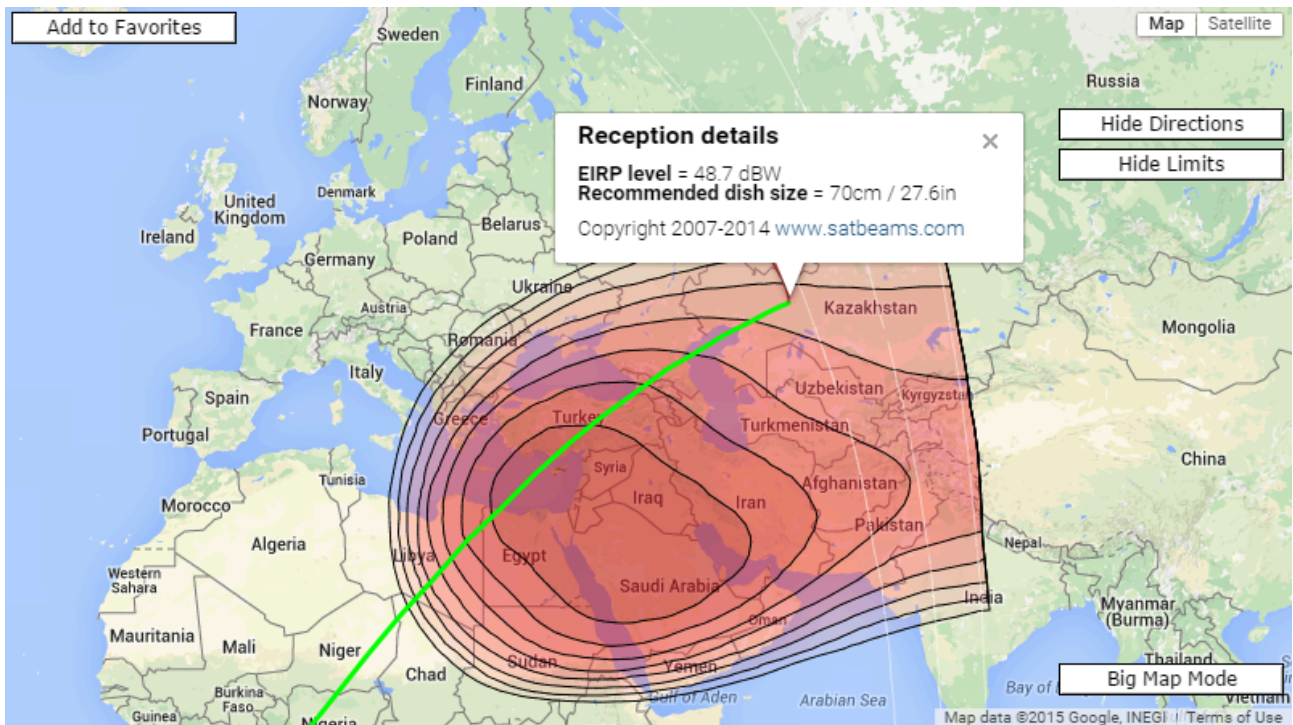 Add to Favorites
Map
Satellite
Sweden
Finland
Norway
Russia
Hide Directions
Hide Limits
Reception details
EIRP level = 48.7 dBW
Recommended dish size = 70cm / 27.6in
Copyright 2007-2014 www.satbeams.com
United
Kingdom
Denmark
Ireland
Belarus
Poland
Germany
Ukraine
Austria
France
Kazakhstan
Mongolia
Romania
Italy
Spain
Uzbekistan
Kyrgyzstan
Greece
Turkey
Portugal
Turkmenistan
China
Syria
Tunisia
Afghanistan
Iraq
Iran
Morocco
Pakistan
Algeria
Libya
Egypt
Nepal
Western
Sahara
Saudi Arabia
India
Myanmar
(Burma)
Oman
Mauritania
Mali
Niger
Sudan
Yemen
Thailand
Chad
Big Map Mode
Burkina
Faso
Gulf of Aden
Arabian Sea
Bay of
Vietnam
Guinea
Nigeria
Map data ©2015 Google, INEGI
Terms of Use